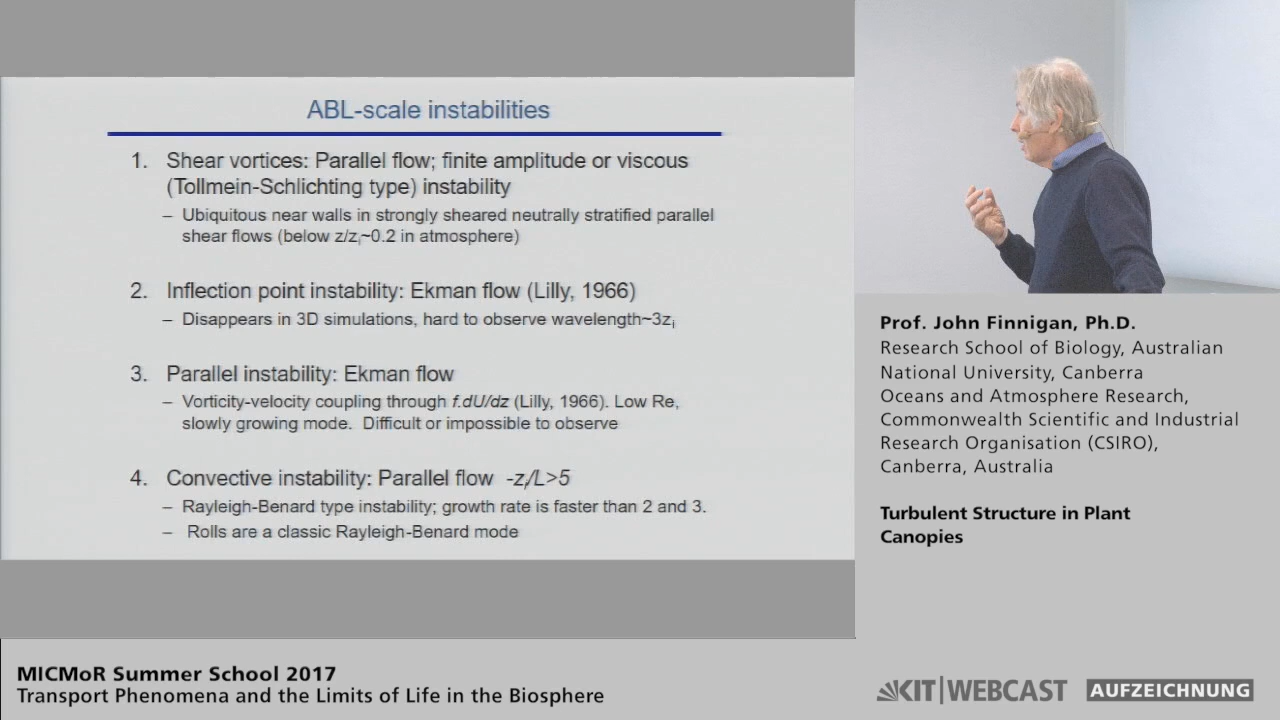 ABL-scale instabilities
1. Shear vortices: Parallel flow; finite amplitude or viscous
(Tollmein-Schlichting type) instability
– Ubiquitous near walls in strongly sheared neutrally stratified parallel
shear flows (below z/zi~0.2 in atmosphere)
2. Inflection point instability: Ekman flow (Lilly, 1966)
– Disappears in 3D simulations, hard to observe wavelength~3zi
3. Parallel instability: Ekman flow
– Vorticity-velocity coupling through f.dU/dz (Lilly, 1966). Low Re,
slowly growing mode. Difficult or impossible to observe
4. Convective instability: Parallel flow -zi/L>5
– Rayleigh-Benard type instability; growth rate is faster than 2 and 3.
– Rolls are a classic Rayleigh-Benard mode
Prof. John Finnigan, Ph.D.
Research School of Biology, Australian
National University, Canberra
Oceans and Atmosphere Research,
Commonwealth Scientific and Industrial
Research Organisation (CSIRO),
Canberra, Australia
Turbulent Structure in Plant
Canopies
MICMoR Summer School 2017
Transport Phenomena and the Limits of Life in the Biosphere
KIT|WEBCAST AUFZEICHNUNG